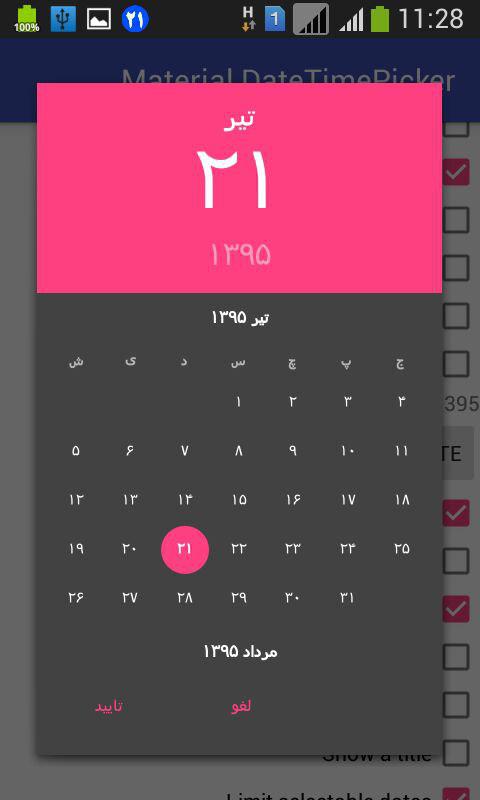 100% ۲۱ H 1 11:28
Material DateTimePicker
تیر
۲۱
۱۳۹۵
تیر ۱۳۹۵
ش ی د س چ پ ج
۱ ۲ ۳ ۴
395
۵ ۶ ۷ ۸ ۹ ۱۰ ۱۱
TE
۱۲ ۱۳ ۱۴ ۱۵ ۱۶ ۱۷ ۱۸
۱۹ ۲۰ ۲۱ ۲۲ ۲۳ ۲۴ ۲۵
۲۶ ۲۷ ۲۸ ۲۹ ۳۰ ۳۱
مرداد ۱۳۹۵
تایید لغو
Show a title
Limit selectable dates